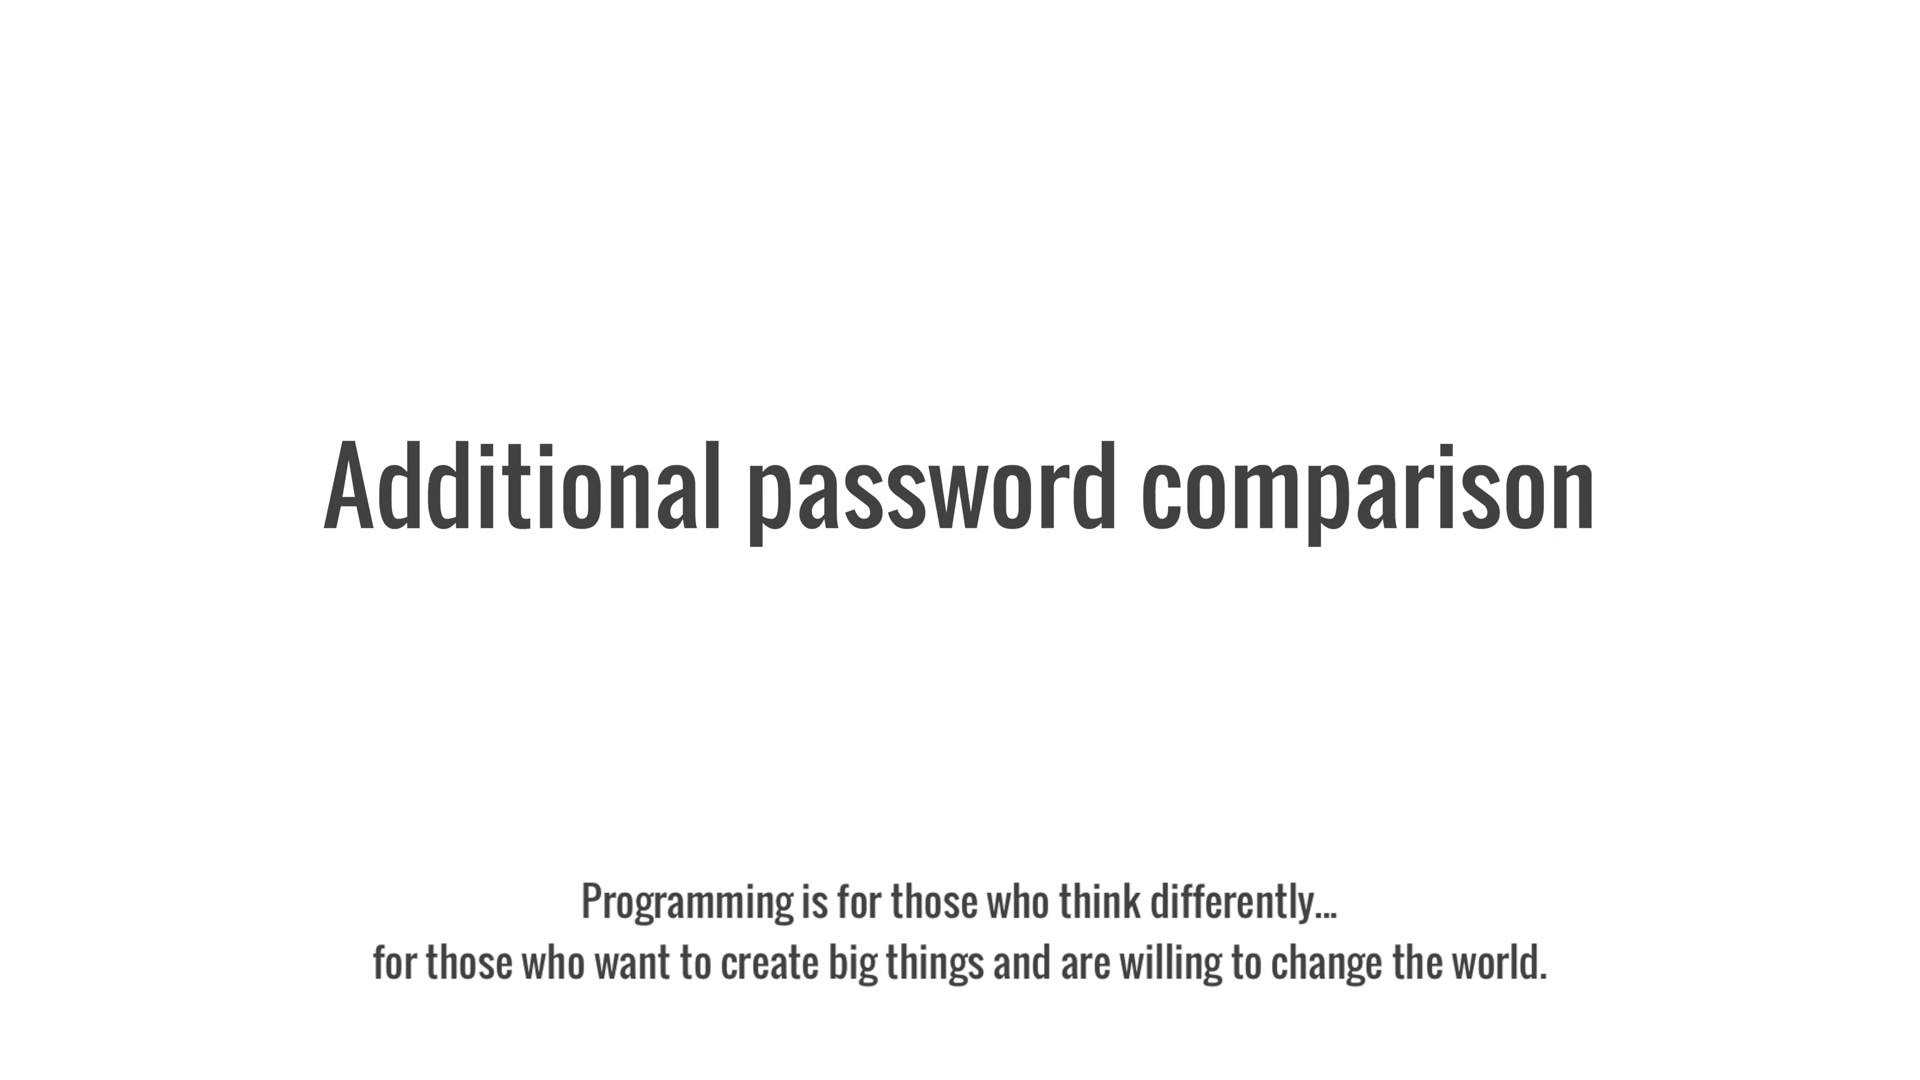 Additional password comparison
Programming is for those who think differently...
for those who want to create big things and are willing to change the world.